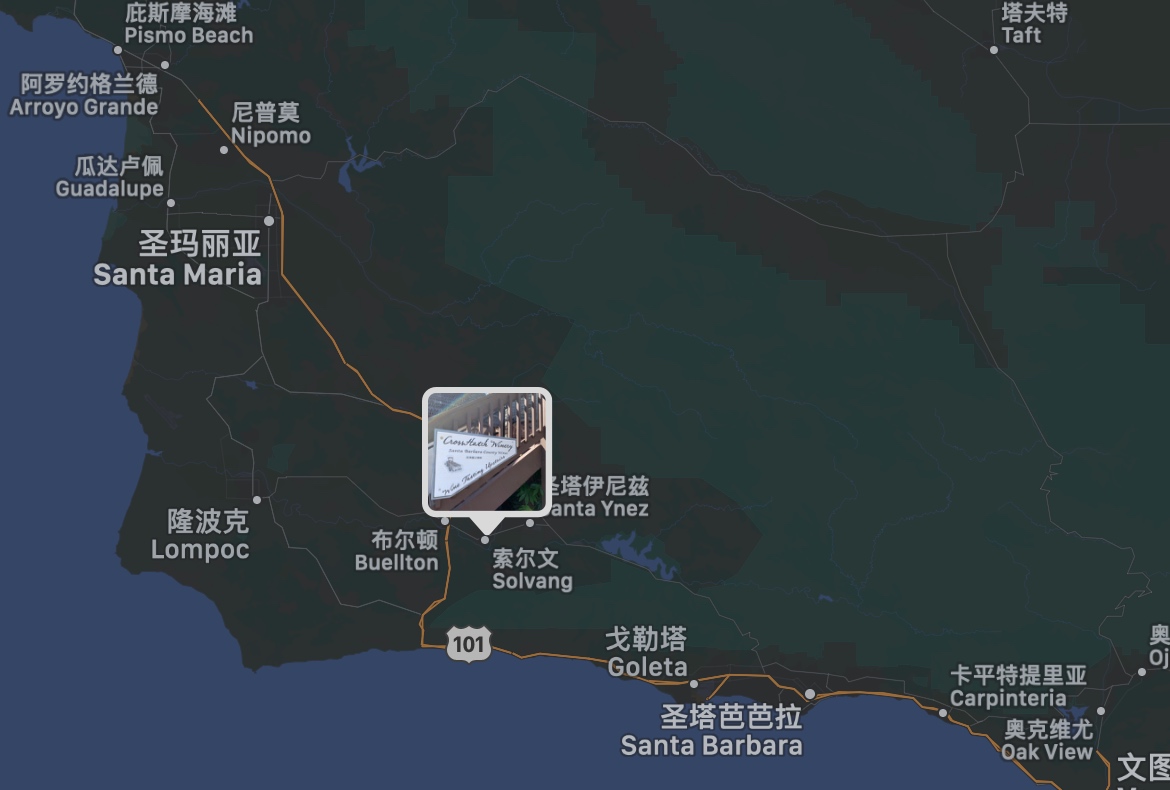 庇斯摩海滩
Pismo Beach
塔夫特
Taft
阿罗约格兰德
Arroyo Grande
尼普莫
Nipomo
瓜达卢佩
Guadalupe
圣玛丽亚
Santa Maria
CrossHatch Winery
Santa Barbara County
"Wine Tasting Upstairs"
圣塔伊尼兹
anta Ynez
隆波克
Lompoc
布尔顿
Buellton
索尔文
Solvang
101
戈勒塔
Goleta
奥
Oj
卡平特提里亚
Carpinteria
圣塔芭芭拉
Santa Barbara
奥克维尤
Oak View
文图